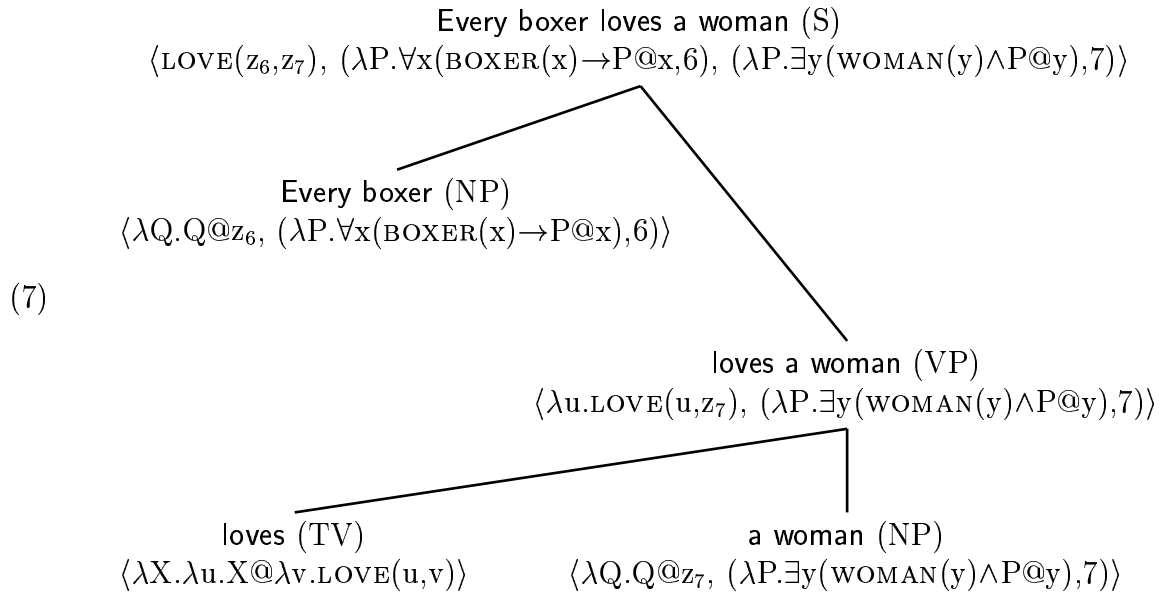 Every boxer loves a woman (S)
⟨LOVE(z₆,z₇), (λP.∀x(BOXER(x)→P@x,6), (λP.∃y(WOMAN(y)∧P@y),7)⟩
Every boxer (NP)
⟨λQ.Q@z₆, (λP.∀x(BOXER(x)→P@x),6)⟩
(7)
loves a woman (VP)
⟨λu.LOVE(u,z₇), (λP.∃y(WOMAN(y)∧P@y),7)⟩
loves (TV) a woman (NP)
⟨λX.λu.X@λv.LOVE(u,v)⟩ ⟨λQ.Q@z₇, (λP.∃y(WOMAN(y)∧P@y),7)⟩